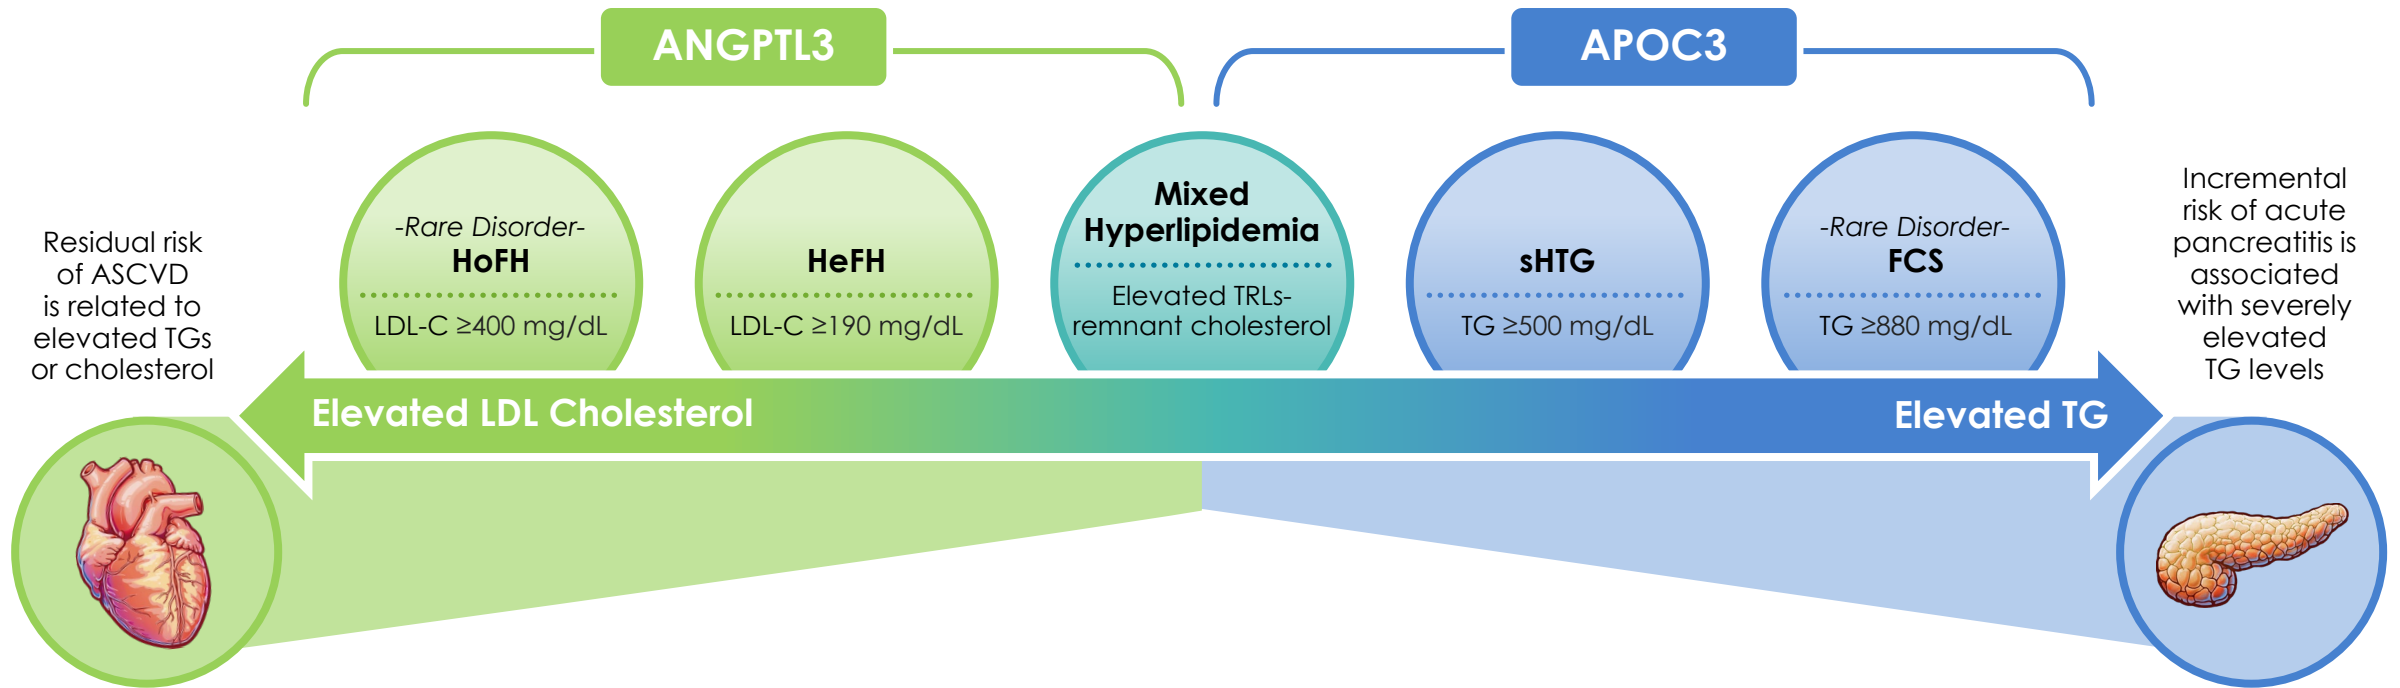 ANGPTL3
APOC3
Residual risk
of ASCVD
is related to
elevated TGs
or cholesterol
-Rare Disorder-
HoFH
LDL-C ≥400 mg/dL
HeFH
LDL-C ≥190 mg/dL
Mixed
Hyperlipidemia
Elevated TRLs-
remnant cholesterol
sHTG
TG ≥500 mg/dL
-Rare Disorder-
FCS
TG ≥880 mg/dL
Incremental
risk of acute
pancreatitis is
associated
with severely
elevated
TG levels
Elevated LDL Cholesterol
Elevated TG